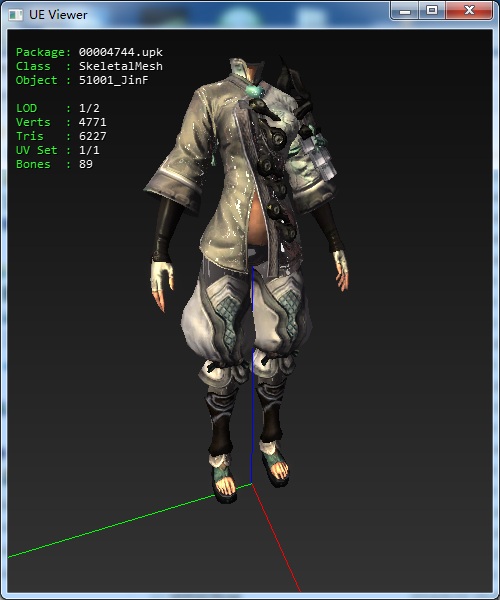 UE Viewer
Package: 00004744.upk
Class  : SkeletalMesh
Object : 51001_JinF
LOD    : 1/2
Verts  : 4771
Tris   : 6227
UV Set : 1/1
Bones  : 89